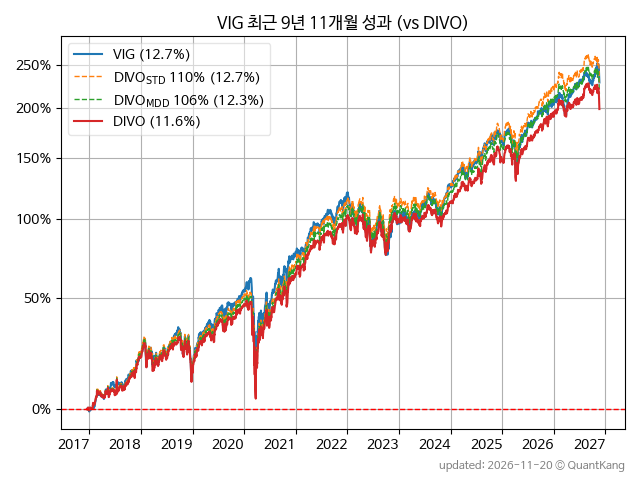 VIG 최근 9년 11개월 성과 (vs DIVO)
VIG (12.7%)
DIVO_STD 110% (12.7%)
DIVO_MDD 106% (12.3%)
DIVO (11.6%)
250%
200%
150%
100%
50%
0%
2017 2018 2019 2020 2021 2022 2023 2024 2025 2026 2027
updated: 2026-11-20 © QuantKang